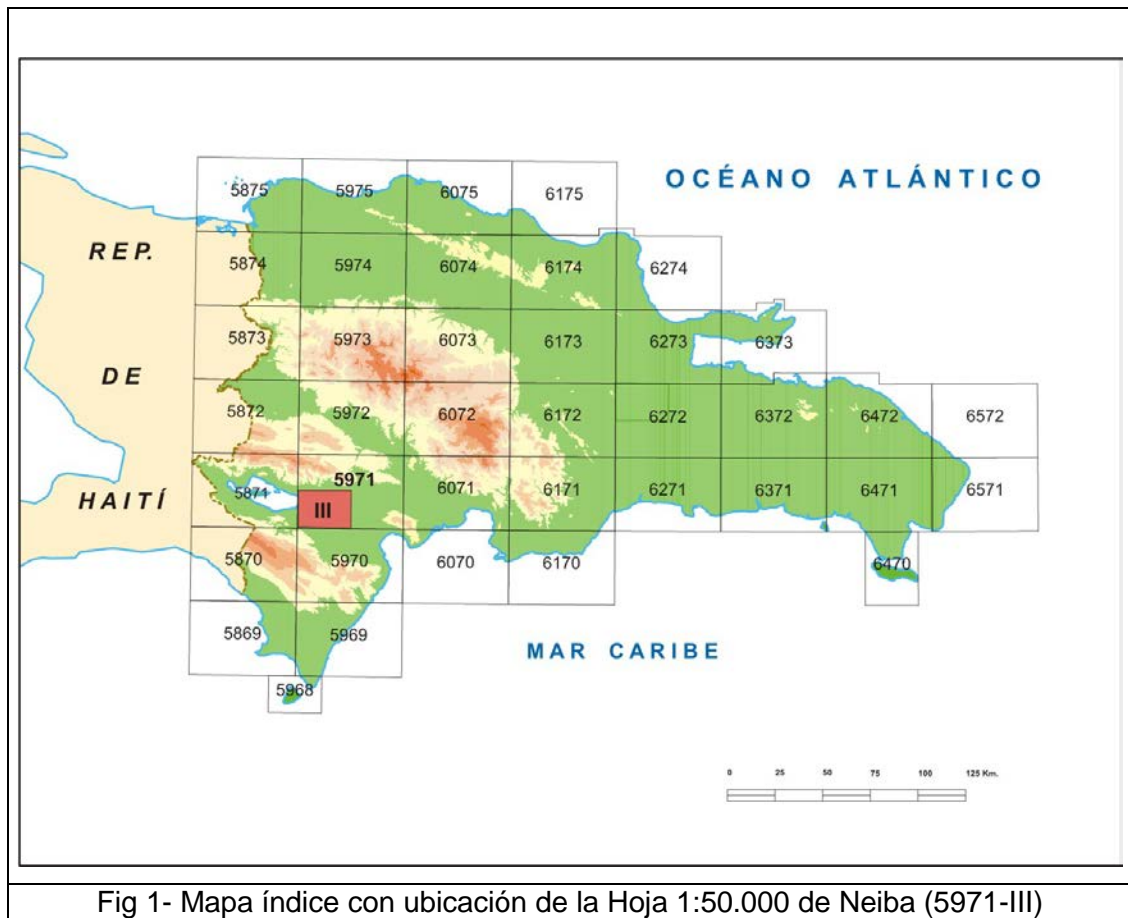 OCÉANO ATLÁNTICO
5875 5975 6075 6175
REP.
5874 5974 6074 6174 6274
5873 5973 6073 6173 6273 6373
DE
5872 5972 6072 6172 6272 6372 6472 6572
5871 5971 6071 6171 6271 6371 6471 6571
HAITÍ
III
5870 5970 6070 6170 6470
5869 5969
MAR CARIBE
5968
0 25 50 75 100 125 Km.
Fig 1- Mapa índice con ubicación de la Hoja 1:50.000 de Neiba (5971-III)